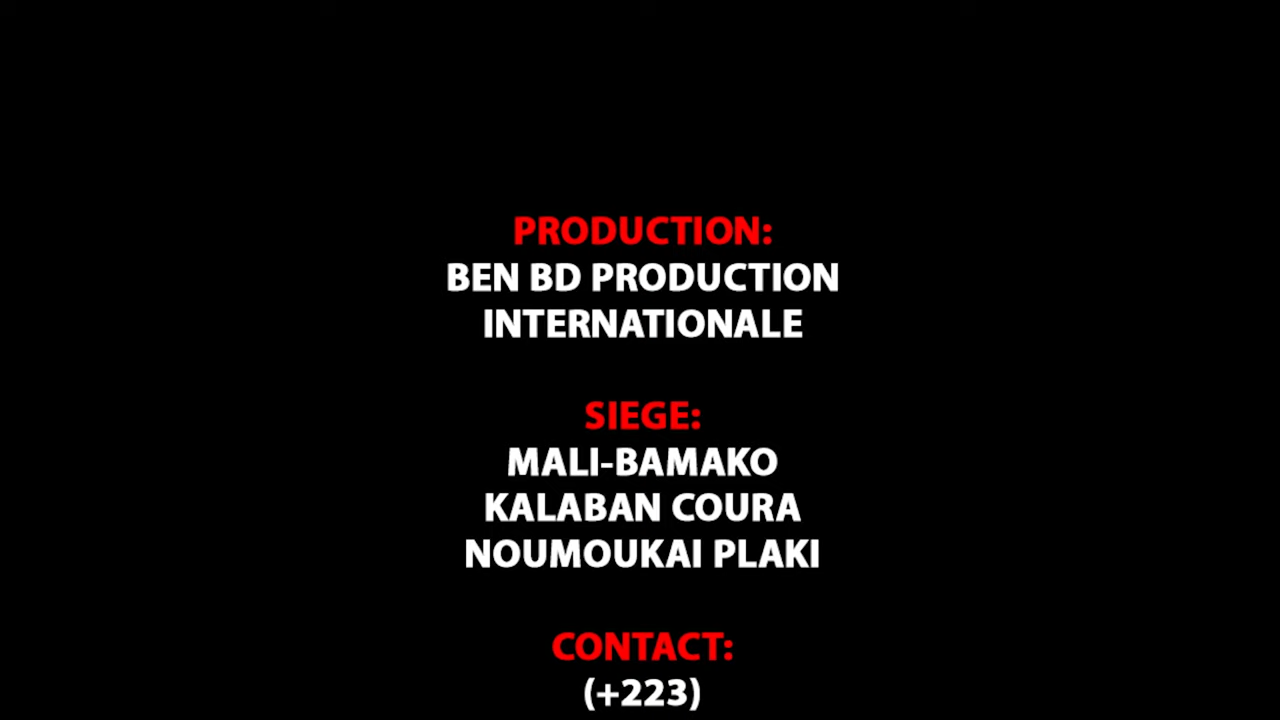 PRODUCTION:
BEN BD PRODUCTION
INTERNATIONALE
SIEGE:
MALI-BAMAKO
KALABAN COURA
NOUMOUKAI PLAKI
CONTACT:
(+223)